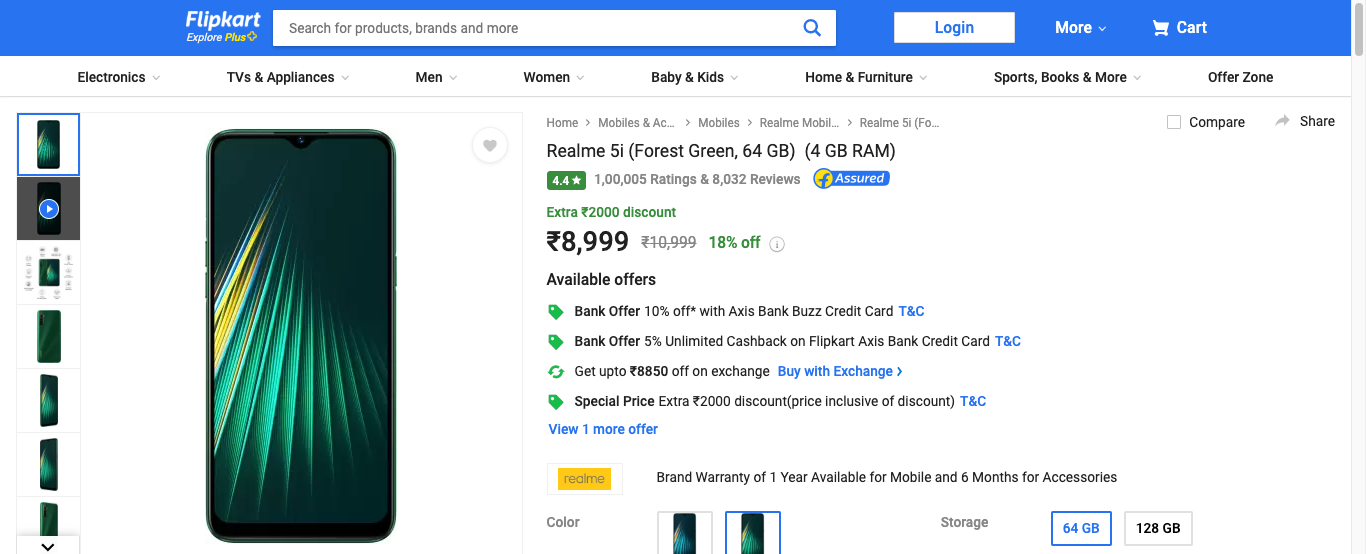 Flipkart
Explore Plus
Search for products, brands and more
Login
More
Cart
Electronics
TVs & Appliances
Men
Women
Baby & Kids
Home & Furniture
Sports, Books & More
Offer Zone
Home
Mobiles & Ac...
Mobiles
Realme Mobil...
Realme 5i (Fo...
Compare
Share
Realme 5i (Forest Green, 64 GB) (4 GB RAM)
4.4★ 1,00,005 Ratings & 8,032 Reviews
Assured
Extra ₹2000 discount
₹8,999 ₹10,999 18% off
Available offers
Bank Offer 10% off* with Axis Bank Buzz Credit Card T&C
Bank Offer 5% Unlimited Cashback on Flipkart Axis Bank Credit Card T&C
Get upto ₹8850 off on exchange Buy with Exchange
Special Price Extra ₹2000 discount(price inclusive of discount) T&C
View 1 more offer
realme
Brand Warranty of 1 Year Available for Mobile and 6 Months for Accessories
Color
Storage
64 GB
128 GB